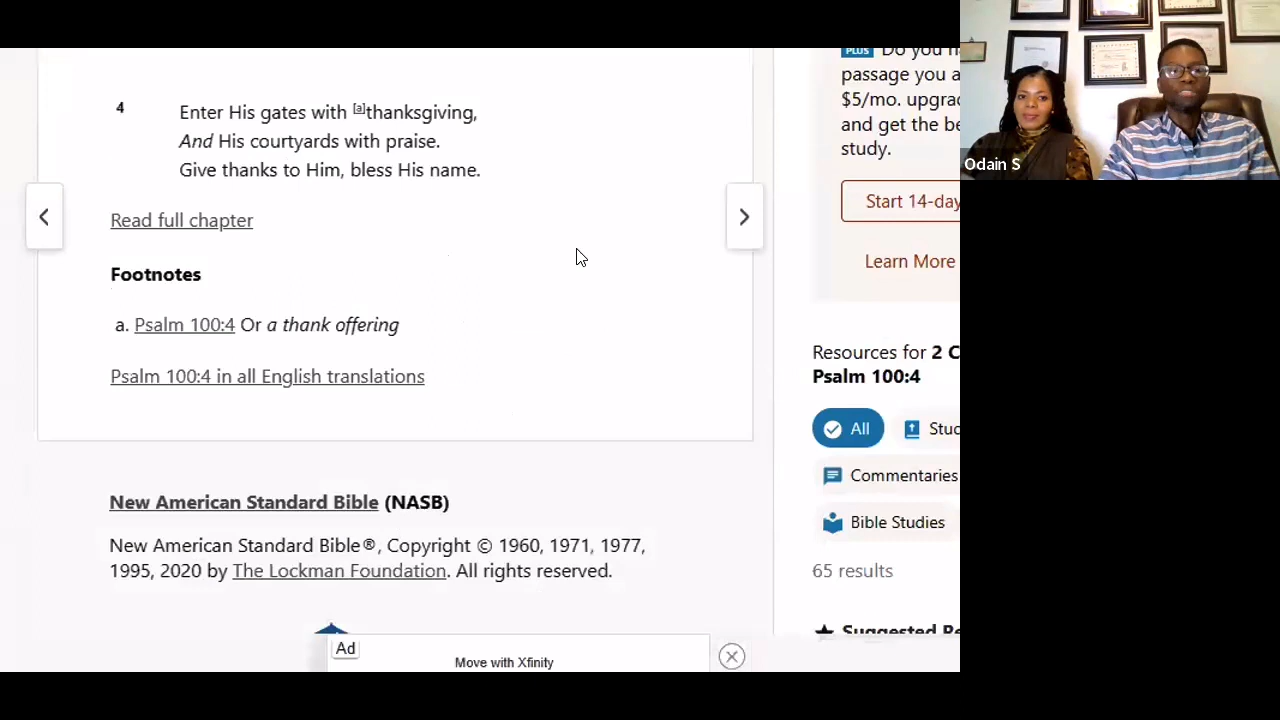 4 Enter His gates with [a]thanksgiving,
And His courtyards with praise.
Give thanks to Him, bless His name.
Read full chapter
Footnotes
a. Psalm 100:4 Or a thank offering
Psalm 100:4 in all English translations
New American Standard Bible (NASB)
New American Standard Bible®, Copyright © 1960, 1971, 1977,
1995, 2020 by The Lockman Foundation. All rights reserved.
Ad
Move with Xfinity
PLUS Do you
passage you
$5/mo.
and get the
study.
Start 14-day
Learn More
Resources for 2
Psalm 100:4
All
Commentaries
Bible Studies
65 results
Suggested
Odain S